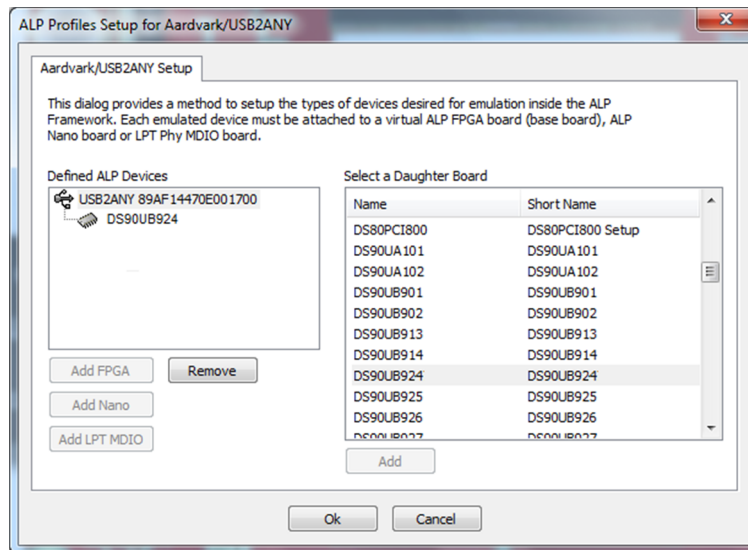 ALP Profiles Setup for Aardvark/USB2ANY
Aardvark/USB2ANY Setup
This dialog provides a method to setup the types of devices desired for emulation inside the ALP
Framework. Each emulated device must be attached to a virtual ALP FPGA board (base board), ALP
Nano board or LPT Phy MDIO board.
Defined ALP Devices
USB2ANY 89AF14470E001700
DS90UB924
Add FPGA Remove
Add Nano
Add LPT MDIO
Select a Daughter Board
Name Short Name
DS80PCI800 DS80PCI800 Setup
DS90UA101 DS90UA101
DS90UA102 DS90UA102
DS90UB901 DS90UB901
DS90UB902 DS90UB902
DS90UB913 DS90UB913
DS90UB914 DS90UB914
DS90UB924 DS90UB924
DS90UB925 DS90UB925
DS90UB926 DS90UB926
DS90UB927 DS90UB927
Add
Ok Cancel